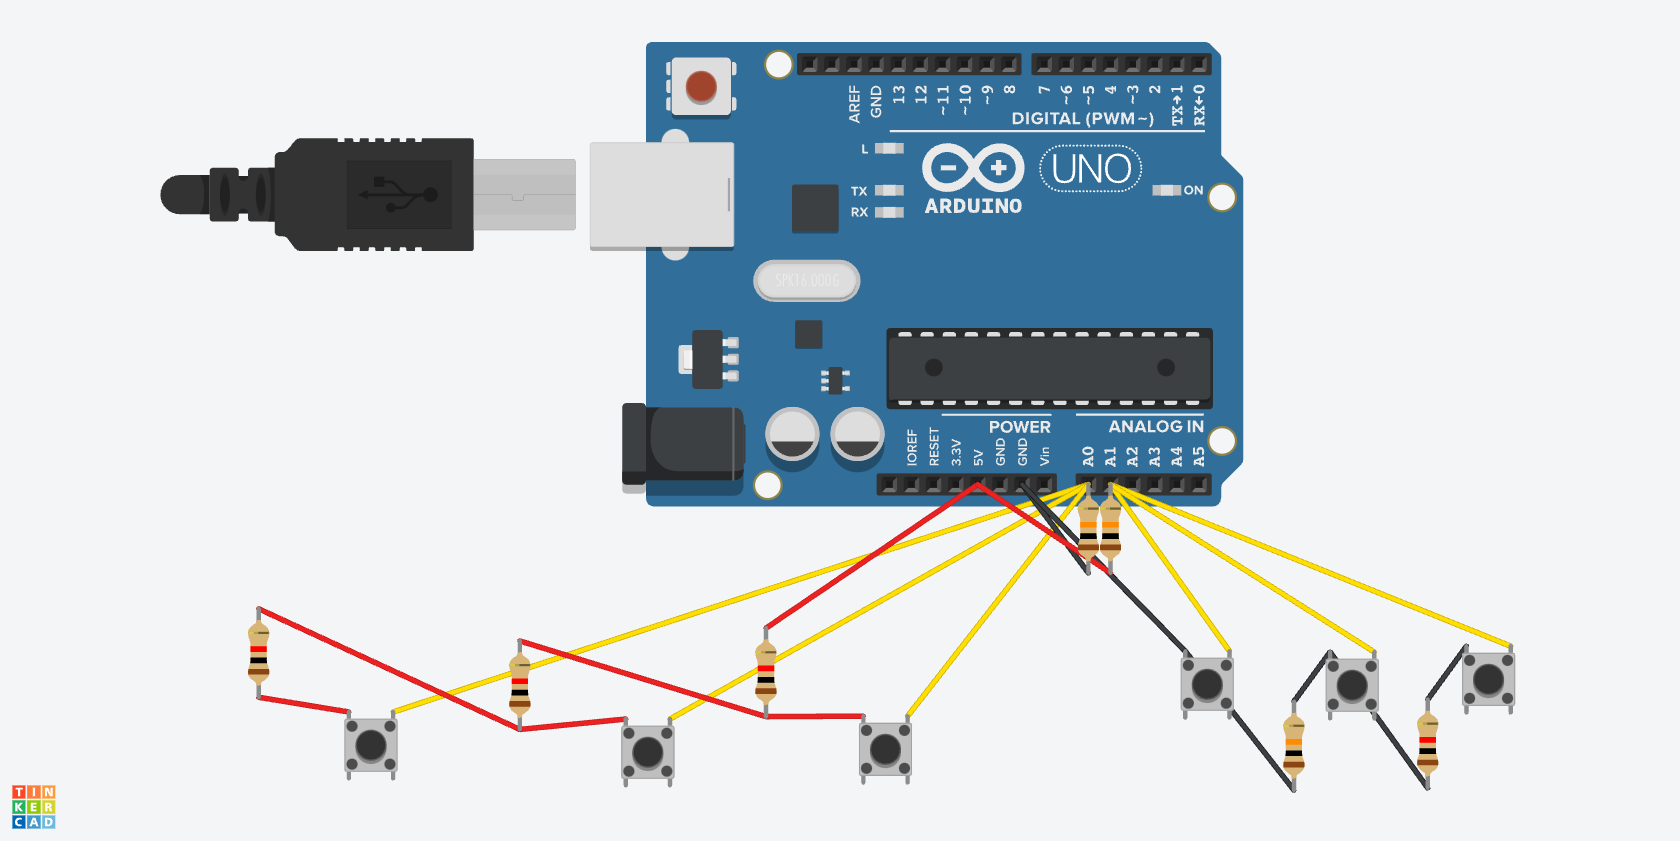 AREF
GND
13
12
~11
~10
~9
8
7
~6
~5
4
~3
2
TX→1
RX←0
DIGITAL (PWM~)
L
TX
RX
UNO
ON
ARDUINO
SPK16.000G
POWER
ANALOG IN
IOREF
RESET
3.3V
5V
GND
GND
Vin
A0
A1
A2
A3
A4
A5
TIN
KER
CAD